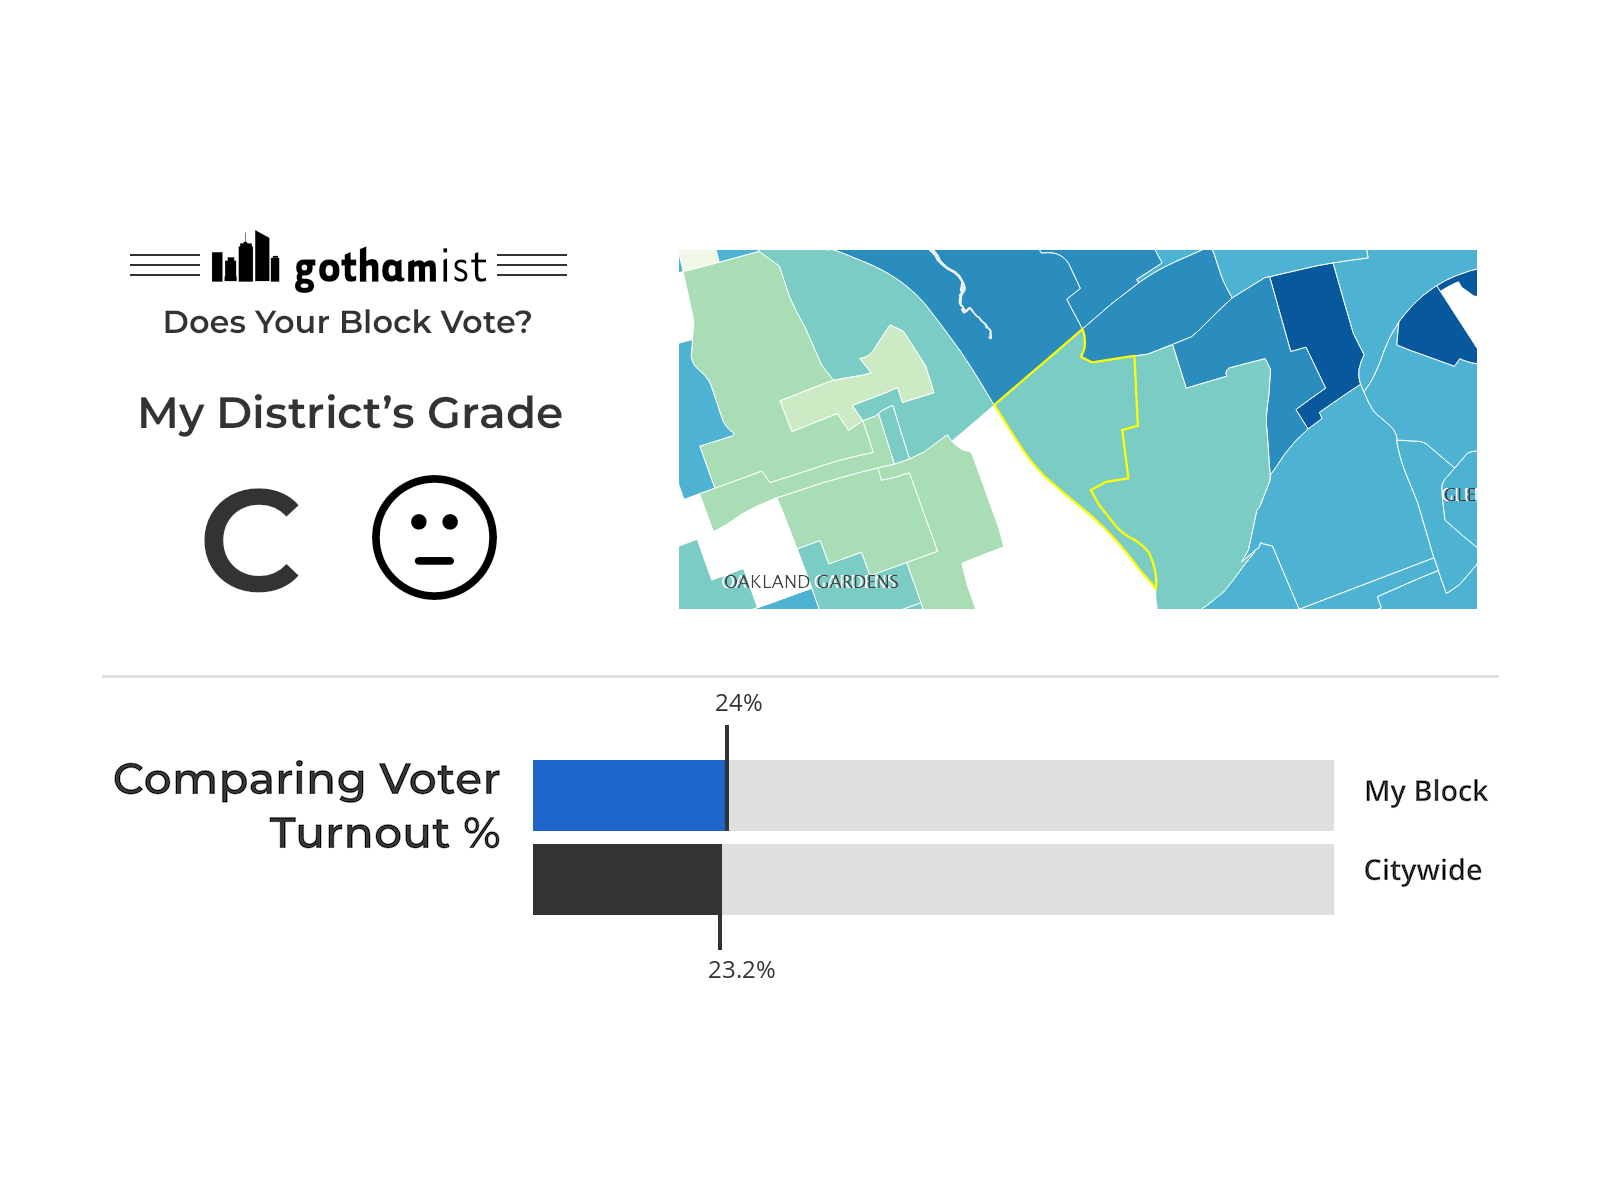 gothamist
Does Your Block Vote?
My District’s Grade
C
OAKLAND GARDENS
GLE
24%
Comparing Voter
Turnout %
My Block
Citywide
23.2%